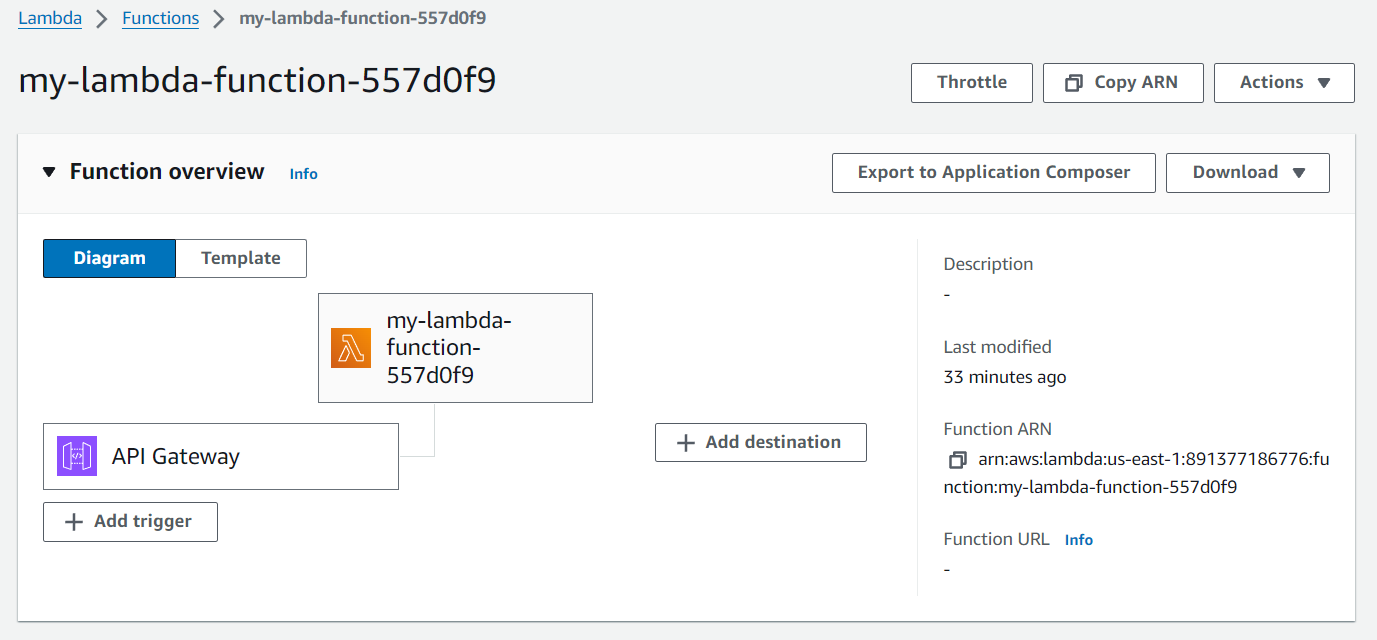 Lambda > Functions > my-lambda-function-557d0f9
my-lambda-function-557d0f9
Throttle
Copy ARN
Actions
Function overview
Info
Export to Application Composer
Download
Diagram
Template
my-lambda-
function-
557d0f9
API Gateway
+ Add trigger
+ Add destination
Description
-
Last modified
33 minutes ago
Function ARN
arn:aws:lambda:us-east-1:891377186776:fu
nction:my-lambda-function-557d0f9
Function URL Info
-